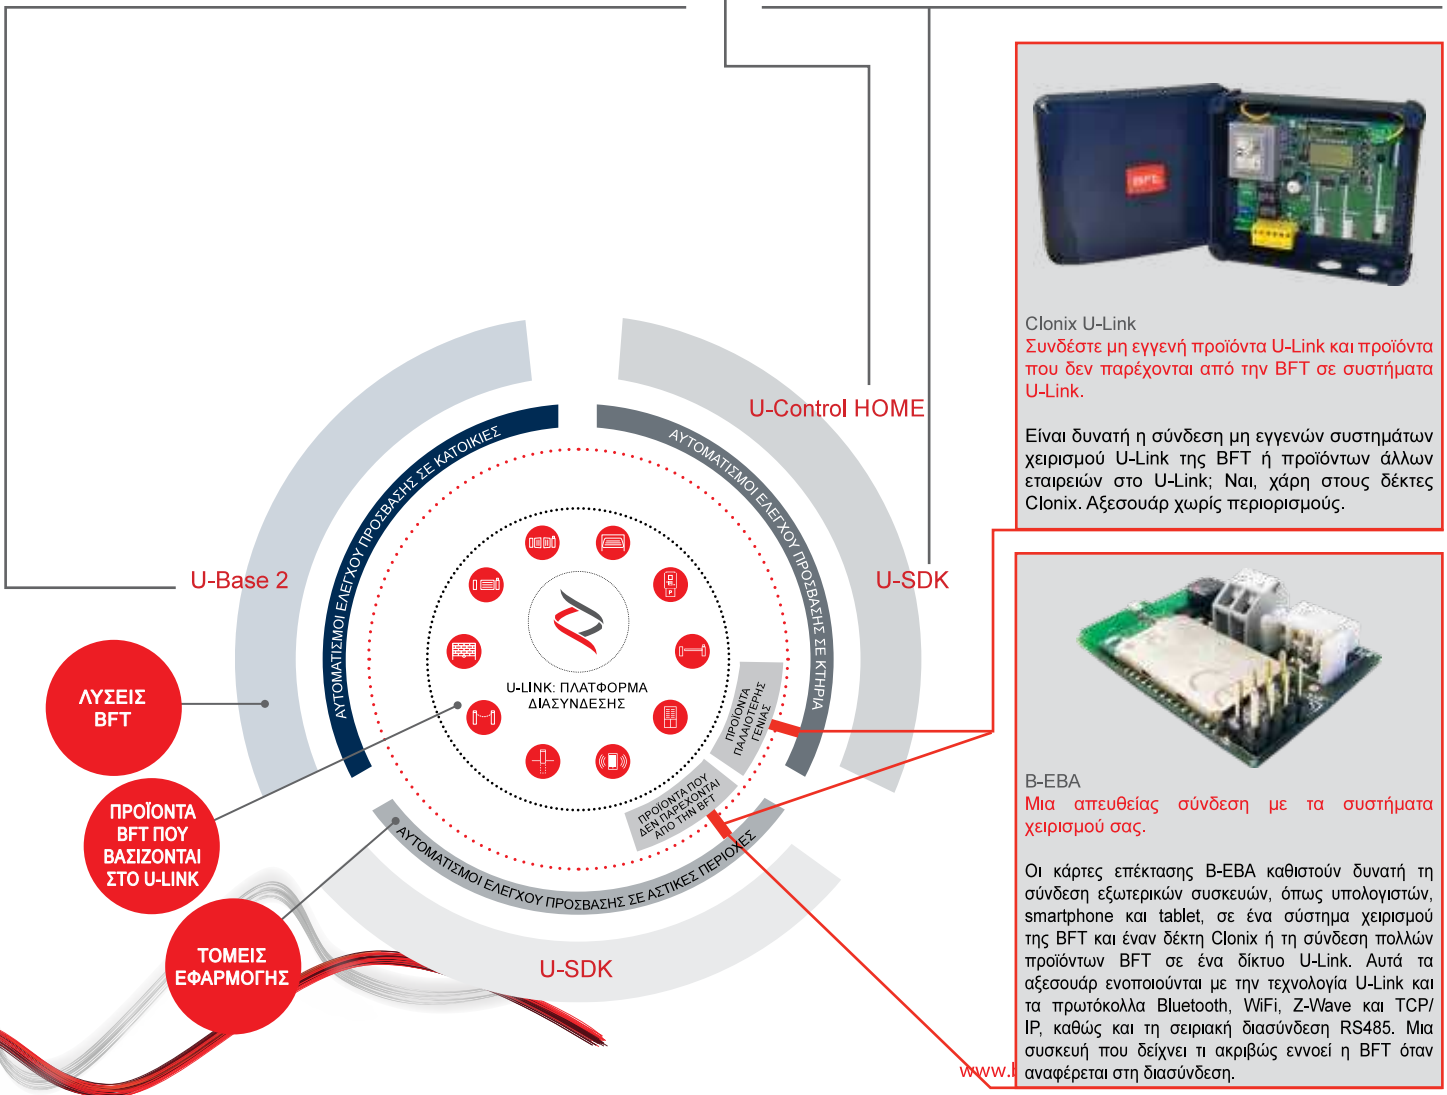 BFT
Clonix U-Link
Συνδέστε μη εγγενή προϊόντα U-Link και προϊόντα
που δεν παρέχονται από την BFT σε συστήματα
U-Link.
Είναι δυνατή η σύνδεση μη εγγενών συστημάτων
χειρισμού U-Link της BFT ή προϊόντων άλλων
εταιρειών στο U-Link; Ναι, χάρη στους δέκτες
Clonix. Αξεσουάρ χωρίς περιορισμούς.
U-Control HOME
ΑΥΤΟΜΑΤΙΣΜΟΙ ΕΛΕΓΧΟΥ ΠΡΟΣΒΑΣΗΣ ΣΕ ΚΑΤΟΙΚΙΕΣ
ΑΥΤΟΜΑΤΙΣΜΟΙ ΕΛΕΓΧΟΥ ΠΡΟΣΒΑΣΗΣ ΣΕ ΚΤΗΡΙΑ
U-Base 2
U-SDK
P
U-LINK: ΠΛΑΤΦΟΡΜΑ
ΔΙΑΣΥΝΔΕΣΗΣ
ΛΥΣΕΙΣ
BFT
ΠΡΟΪΟΝΤΑ
ΠΑΛΑΙΟΤΕΡΗΣ
ΓΕΝΙΑΣ
ΠΡΟΪΟΝΤΑ ΠΟΥ
ΔΕΝ ΠΑΡΕΧΟΝΤΑΙ
ΑΠΟ ΤΗΝ BFT
ΠΡΟΪΟΝΤΑ
BFT ΠΟΥ
ΒΑΣΙΖΟΝΤΑΙ
ΣΤΟ U-LINK
ΑΥΤΟΜΑΤΙΣΜΟΙ ΕΛΕΓΧΟΥ ΠΡΟΣΒΑΣΗΣ ΣΕ ΑΣΤΙΚΕΣ ΠΕΡΙΟΧΕΣ
ΤΟΜΕΙΣ
ΕΦΑΡΜΟΓΗΣ
U-SDK
B-EBA
Μια απευθείας σύνδεση με τα συστήματα
χειρισμού σας.
Οι κάρτες επέκτασης B-EBA καθιστούν δυνατή τη
σύνδεση εξωτερικών συσκευών, όπως υπολογιστών,
smartphone και tablet, σε ένα σύστημα χειρισμού
της BFT και έναν δέκτη Clonix ή τη σύνδεση πολλών
προϊόντων BFT σε ένα δίκτυο U-Link. Αυτά τα
αξεσουάρ ενοποιούνται με την τεχνολογία U-Link και
τα πρωτόκολλα Bluetooth, WiFi, Z-Wave και TCP/
IP, καθώς και τη σειριακή διασύνδεση RS485. Μια
συσκευή που δείχνει τι ακριβώς εννοεί η BFT όταν
αναφέρεται στη διασύνδεση.
www.